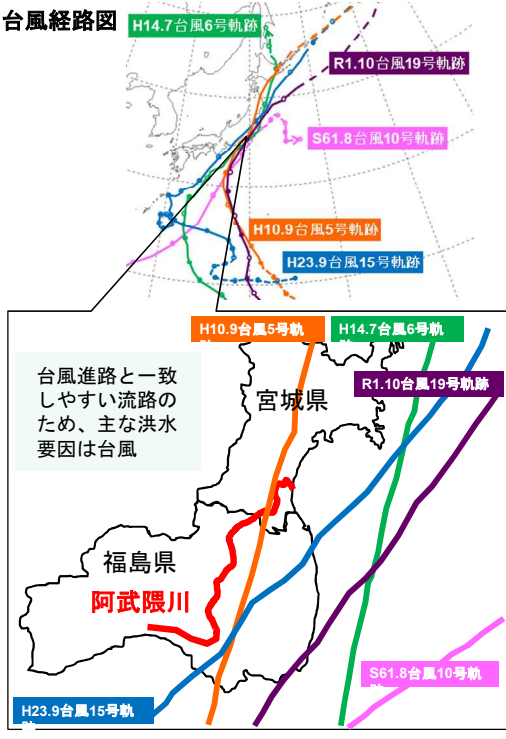 台風経路図
H14.7台風6号軌跡
R1.10台風19号軌跡
S61.8台風10号軌跡
H10.9台風5号軌跡
H23.9台風15号軌跡
H10.9台風5号軌
H14.7台風6号軌
R1.10台風19号軌跡
台風進路と一致
しやすい流路の
ため、主な洪水
要因は台風
宮城県
福島県
阿武隈川
S61.8台風10号軌
H23.9台風15号軌